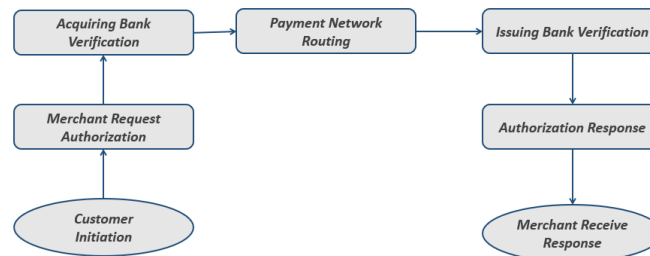 Acquiring Bank
Verification
Payment Network
Routing
Issuing Bank Verification
Merchant Request
Authorization
Authorization Response
Customer
Initiation
Merchant Receive
Response